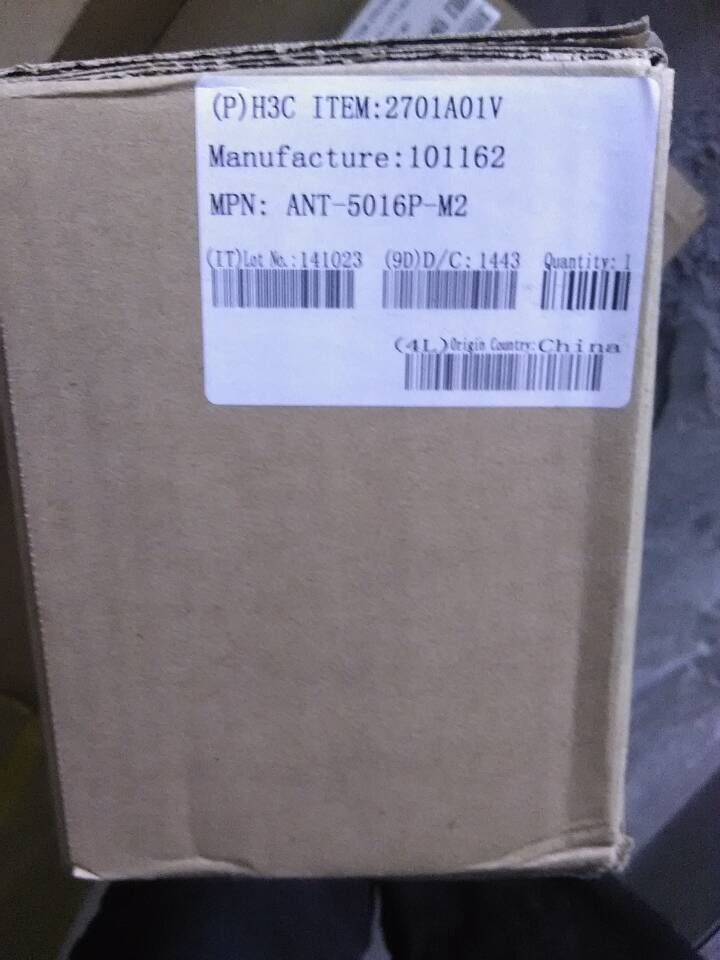 (P)H3C ITEM:2701A01V
Manufacture:101162
MPN: ANT-5016P-M2
(1T)Lot No.:141023 (9D)D/C:1443 Quantity:1
(4L)Origin Country:China